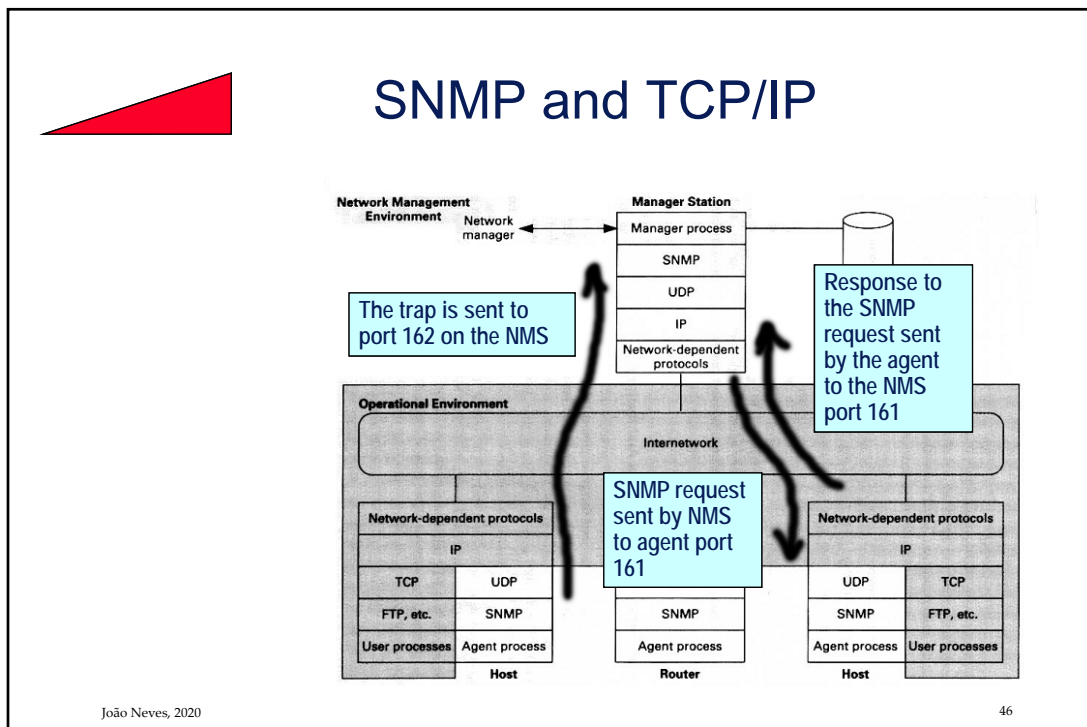 SNMP and TCP/IP
Network Management
Environment
Network
manager
Manager Station
Manager process
SNMP
UDP
IP
Network-dependent
protocols
The trap is sent to
port 162 on the NMS
Response to
the SNMP
request sent
by the agent
to the NMS
port 161
Operational Environment
Internetwork
Network-dependent protocols
IP
TCP
UDP
FTP, etc.
SNMP
User processes
Agent process
Host
SNMP request
sent by NMS
to agent port
161
SNMP
Agent process
Router
Network-dependent protocols
IP
UDP
TCP
SNMP
FTP, etc.
Agent process
User processes
Host
João Neves, 2020
46